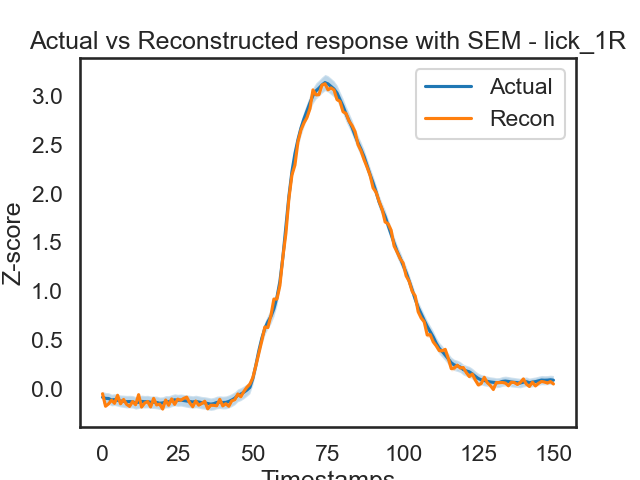 Actual vs Reconstructed response with SEM - lick_1R
Actual
Recon
3.0
2.5
2.0
1.5
1.0
0.5
0.0
Z-score
0 25 50 75 100 125 150
Timestamps